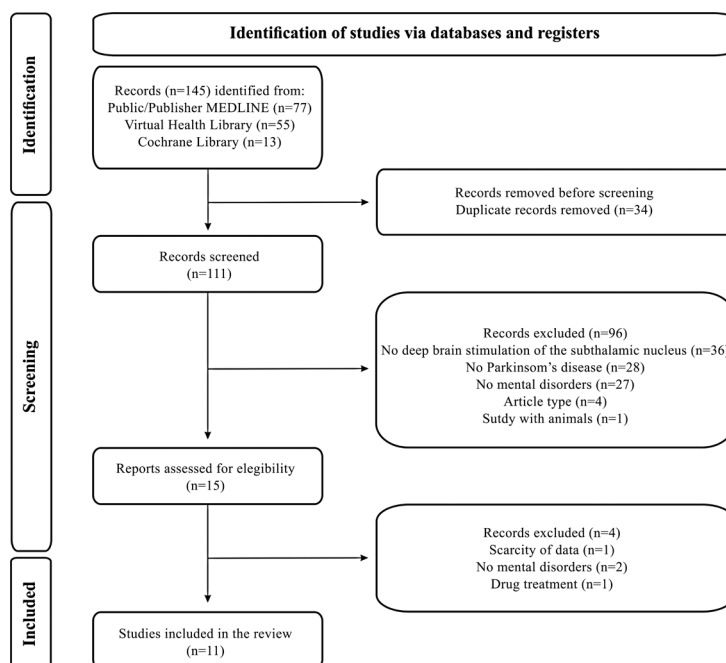 Identification of studies via databases and registers
Identification
Records (n=145) identified from:
Public/Publisher MEDLINE (n=77)
Virtual Health Library (n=55)
Cochrane Library (n=13)
Records removed before screening
Duplicate records removed (n=34)
Screening
Records screened
(n=111)
Records excluded (n=96)
No deep brain stimulation of the subthalamic nucleus (n=36)
No Parkinsom’s disease (n=28)
No mental disorders (n=27)
Article type (n=4)
Sutdy with animals (n=1)
Reports assessed for elegibility
(n=15)
Records excluded (n=4)
Scarcity of data (n=1)
No mental disorders (n=2)
Drug treatment (n=1)
Included
Studies included in the review
(n=11)